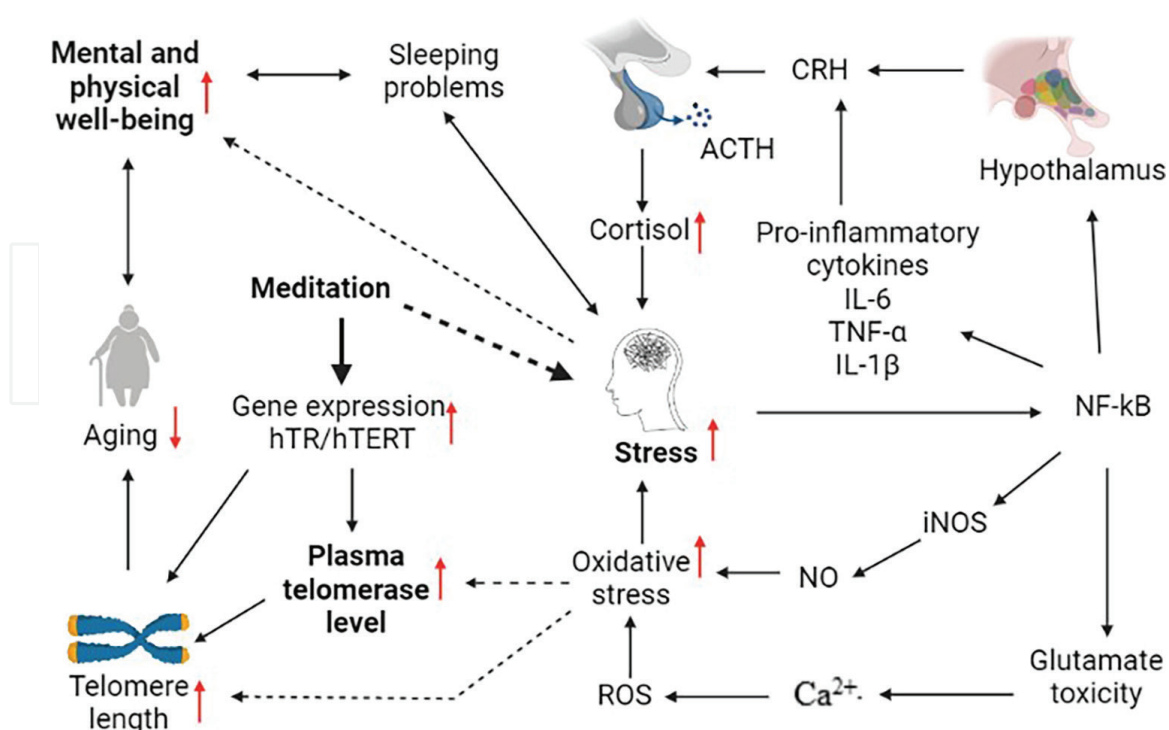 Mental and
physical
well-being
Sleeping
problems
CRH
ACTH
Hypothalamus
Cortisol
Pro-inflammatory
cytokines
IL-6
TNF-α
IL-1β
Meditation
Gene expression
hTR/hTERT
Aging
Stress
NF-kB
iNOS
Plasma
telomerase
level
Oxidative
stress
NO
Telomere
length
ROS
Ca²⁺.
Glutamate
toxicity